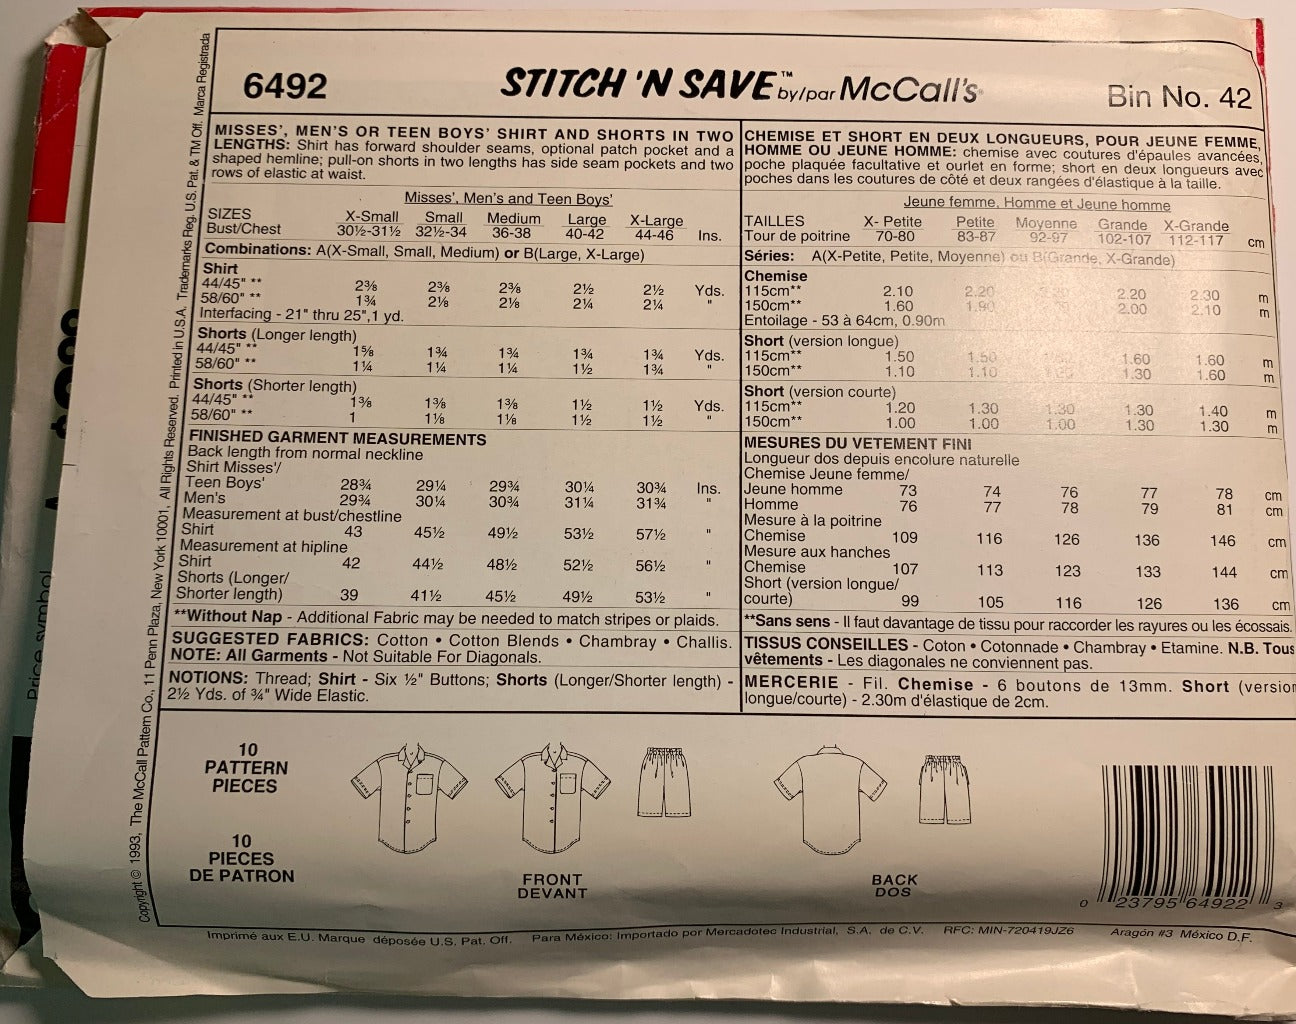 6492
STITCH 'N SAVE™ by/par McCall's
Bin No. 42
MISSES', MEN'S OR TEEN BOYS' SHIRT AND SHORTS IN TWO
LENGTHS: Shirt has forward shoulder seams, optional patch pocket and a
shaped hemline; pull-on shorts in two lengths has side seam pockets and two
rows of elastic at waist.
Misses', Men's and Teen Boys'
SIZES X-Small Small Medium Large X-Large
Bust/Chest 30½-31½ 32½-34 36-38 40-42 44-46 Ins.
Combinations: A(X-Small, Small, Medium) or B(Large, X-Large)
Shirt
44/45" ** 2⅜ 2⅜ 2⅜ 2½ 2½ Yds.
58/60" ** 1¾ 2⅛ 2⅛ 2¼ 2¼ "
Interfacing - 21" thru 25",1 yd.
Shorts (Longer length)
44/45" ** 1⅝ 1¾ 1¾ 1¾ 1¾ Yds.
58/60" ** 1¼ 1¼ 1¼ 1½ 1¾ "
Shorts (Shorter length)
44/45" ** 1⅜ 1⅜ 1⅜ 1½ 1½ Yds.
58/60" ** 1 1⅛ 1⅛ 1½ 1½ "
FINISHED GARMENT MEASUREMENTS
Back length from normal neckline
Shirt Misses'/
Teen Boys' 28¾ 29¼ 29¾ 30¼ 30¾ Ins.
Men's 29¾ 30¼ 30¾ 31¼ 31¾ "
Measurement at bust/chestline
Shirt 43 45½ 49½ 53½ 57½ "
Measurement at hipline
Shirt 42 44½ 48½ 52½ 56½ "
Shorts (Longer/
Shorter length) 39 41½ 45½ 49½ 53½ "
**Without Nap - Additional Fabric may be needed to match stripes or plaids.
SUGGESTED FABRICS: Cotton • Cotton Blends • Chambray • Challis.
NOTE: All Garments - Not Suitable For Diagonals.
NOTIONS: Thread; Shirt - Six ½" Buttons; Shorts (Longer/Shorter length) -
2½ Yds. of ¾" Wide Elastic.
CHEMISE ET SHORT EN DEUX LONGUEURS, POUR JEUNE FEMME,
HOMME OU JEUNE HOMME: chemise avec coutures d'épaules avancées,
poche plaquée facultative et ourlet en forme; short en deux longueurs avec
poches dans les coutures de côté et deux rangées d'élastique à la taille.
Jeune femme, Homme et Jeune homme
TAILLES X- Petite Petite Moyenne Grande X-Grande
Tour de poitrine 70-80 83-87 92-97 102-107 112-117 cm
Séries: A(X-Petite, Petite, Moyenne) ou B(Grande, X-Grande)
Chemise
115cm** 2.10 2.20 2.20 2.30 m
150cm** 1.60 1.90 2.00 2.10 m
Entoilage - 53 à 64cm, 0.90m
Short (version longue)
115cm** 1.50 1.50 1.60 1.60 m
150cm** 1.10 1.10 1.30 1.60 m
Short (version courte)
115cm** 1.20 1.30 1.30 1.30 1.40 m
150cm** 1.00 1.00 1.00 1.30 1.30 m
MESURES DU VETEMENT FINI
Longueur dos depuis encolure naturelle
Chemise Jeune femme/
Jeune homme 73 74 76 77 78 cm
Homme 76 77 78 79 81 cm
Mesure à la poitrine
Chemise 109 116 126 136 146 cm
Mesure aux hanches
Chemise 107 113 123 133 144 cm
Short (version longue/
courte) 99 105 116 126 136 cm
**Sans sens - Il faut davantage de tissu pour raccorder les rayures ou les écossais.
TISSUS CONSEILLES - Coton • Cotonnade • Chambray • Etamine. N.B. Tous
vêtements - Les diagonales ne conviennent pas.
MERCERIE - Fil. Chemise - 6 boutons de 13mm. Short (version
longue/courte) - 2.30m d'élastique de 2cm.
10
PATTERN
PIECES
10
PIECES
DE PATRON
FRONT
DEVANT
BACK
DOS
0 23795 64922 3
Imprimé aux E.U. Marque déposée U.S. Pat. Off. Para México: Importado por Mercadotec Industrial, S.A. de C.V. RFC: MIN-720419JZ6 Aragón #3 México D.F.
Copyright © 1993, The McCall Pattern Co., 11 Penn Plaza, New York 10001, All Rights Reserved. Printed in U.S.A. Trademarks Reg. U.S. Pat. & TM Off. Marca Registrada
Price symbol